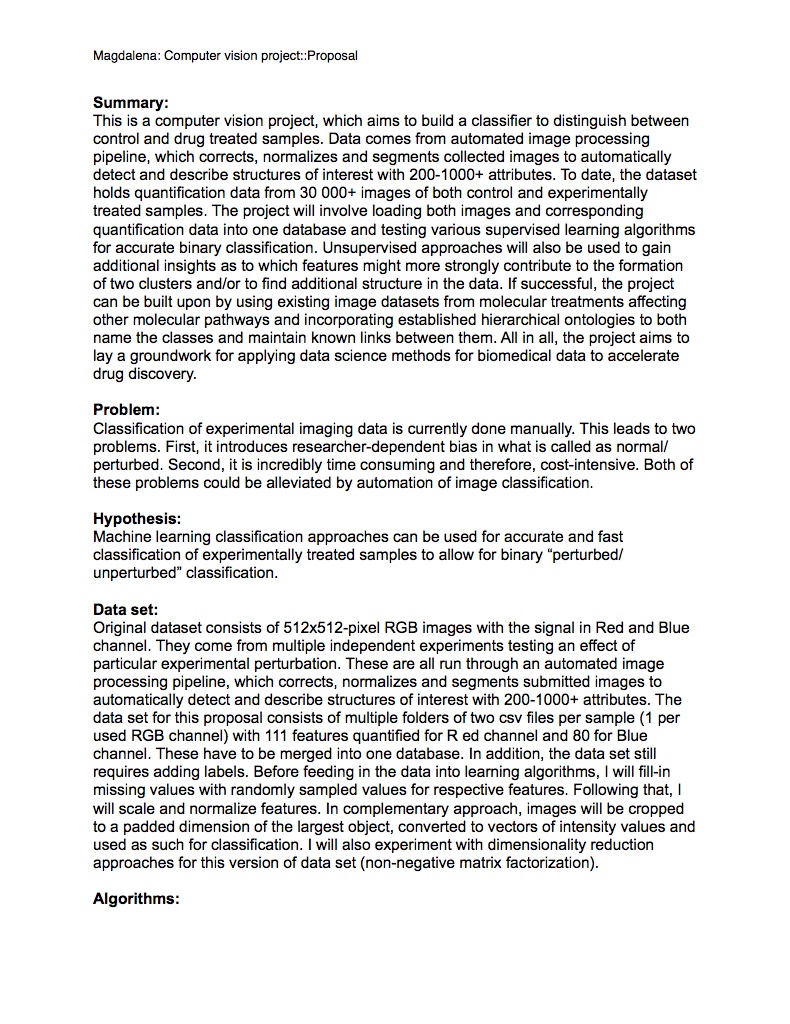 Magdalena: Computer vision project::Proposal
Summary:
This is a computer vision project, which aims to build a classifier to distinguish between
control and drug treated samples. Data comes from automated image processing
pipeline, which corrects, normalizes and segments collected images to automatically
detect and describe structures of interest with 200-1000+ attributes. To date, the dataset
holds quantification data from 30 000+ images of both control and experimentally
treated samples. The project will involve loading both images and corresponding
quantification data into one database and testing various supervised learning algorithms
for accurate binary classification. Unsupervised approaches will also be used to gain
additional insights as to which features might more strongly contribute to the formation
of two clusters and/or to find additional structure in the data. If successful, the project
can be built upon by using existing image datasets from molecular treatments affecting
other molecular pathways and incorporating established hierarchical ontologies to both
name the classes and maintain known links between them. All in all, the project aims to
lay a groundwork for applying data science methods for biomedical data to accelerate
drug discovery.
Problem:
Classification of experimental imaging data is currently done manually. This leads to two
problems. First, it introduces researcher-dependent bias in what is called as normal/
perturbed. Second, it is incredibly time consuming and therefore, cost-intensive. Both of
these problems could be alleviated by automation of image classification.
Hypothesis:
Machine learning classification approaches can be used for accurate and fast
classification of experimentally treated samples to allow for binary “perturbed/
unperturbed” classification.
Data set:
Original dataset consists of 512x512-pixel RGB images with the signal in Red and Blue
channel. They come from multiple independent experiments testing an effect of
particular experimental perturbation. These are all run through an automated image
processing pipeline, which corrects, normalizes and segments submitted images to
automatically detect and describe structures of interest with 200-1000+ attributes. The
data set for this proposal consists of multiple folders of two csv files per sample (1 per
used RGB channel) with 111 features quantified for R ed channel and 80 for Blue
channel. These have to be merged into one database. In addition, the data set still
requires adding labels. Before feeding in the data into learning algorithms, I will fill-in
missing values with randomly sampled values for respective features. Following that, I
will scale and normalize features. In complementary approach, images will be cropped
to a padded dimension of the largest object, converted to vectors of intensity values and
used as such for classification. I will also experiment with dimensionality reduction
approaches for this version of data set (non-negative matrix factorization).
Algorithms: